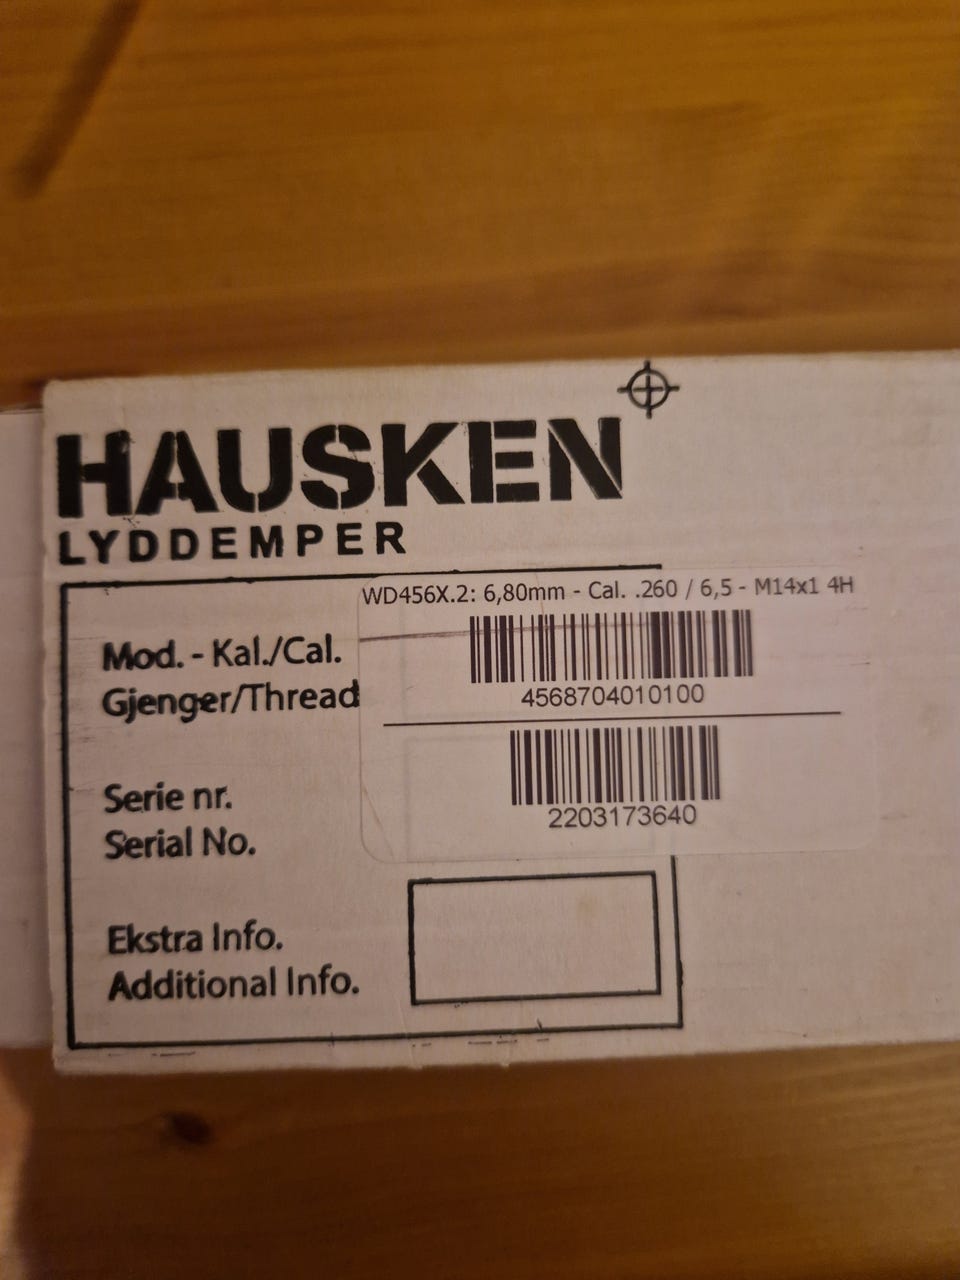 HAUSKEN
LYDDEMPER
WD456X.2: 6,80mm - Cal. .260 / 6,5 - M14x1 4H
Mod. - Kal./Cal.
Gjenger/Thread
4568704010100
Serie nr.
Serial No.
2203173640
Ekstra Info.
Additional Info.